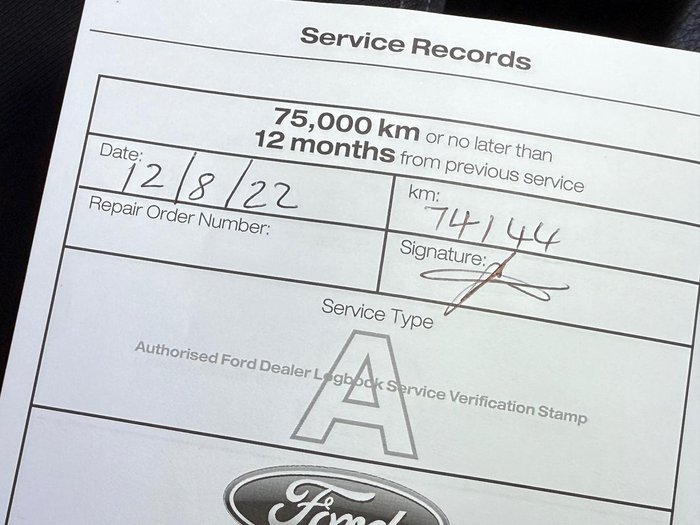 Service Records
75,000 km or no later than
12 months from previous service
Date:
12/8/22
km:
74144
Repair Order Number:
Signature:
Service Type
A
Authorised Ford Dealer Logbook Service Verification Stamp
Ford